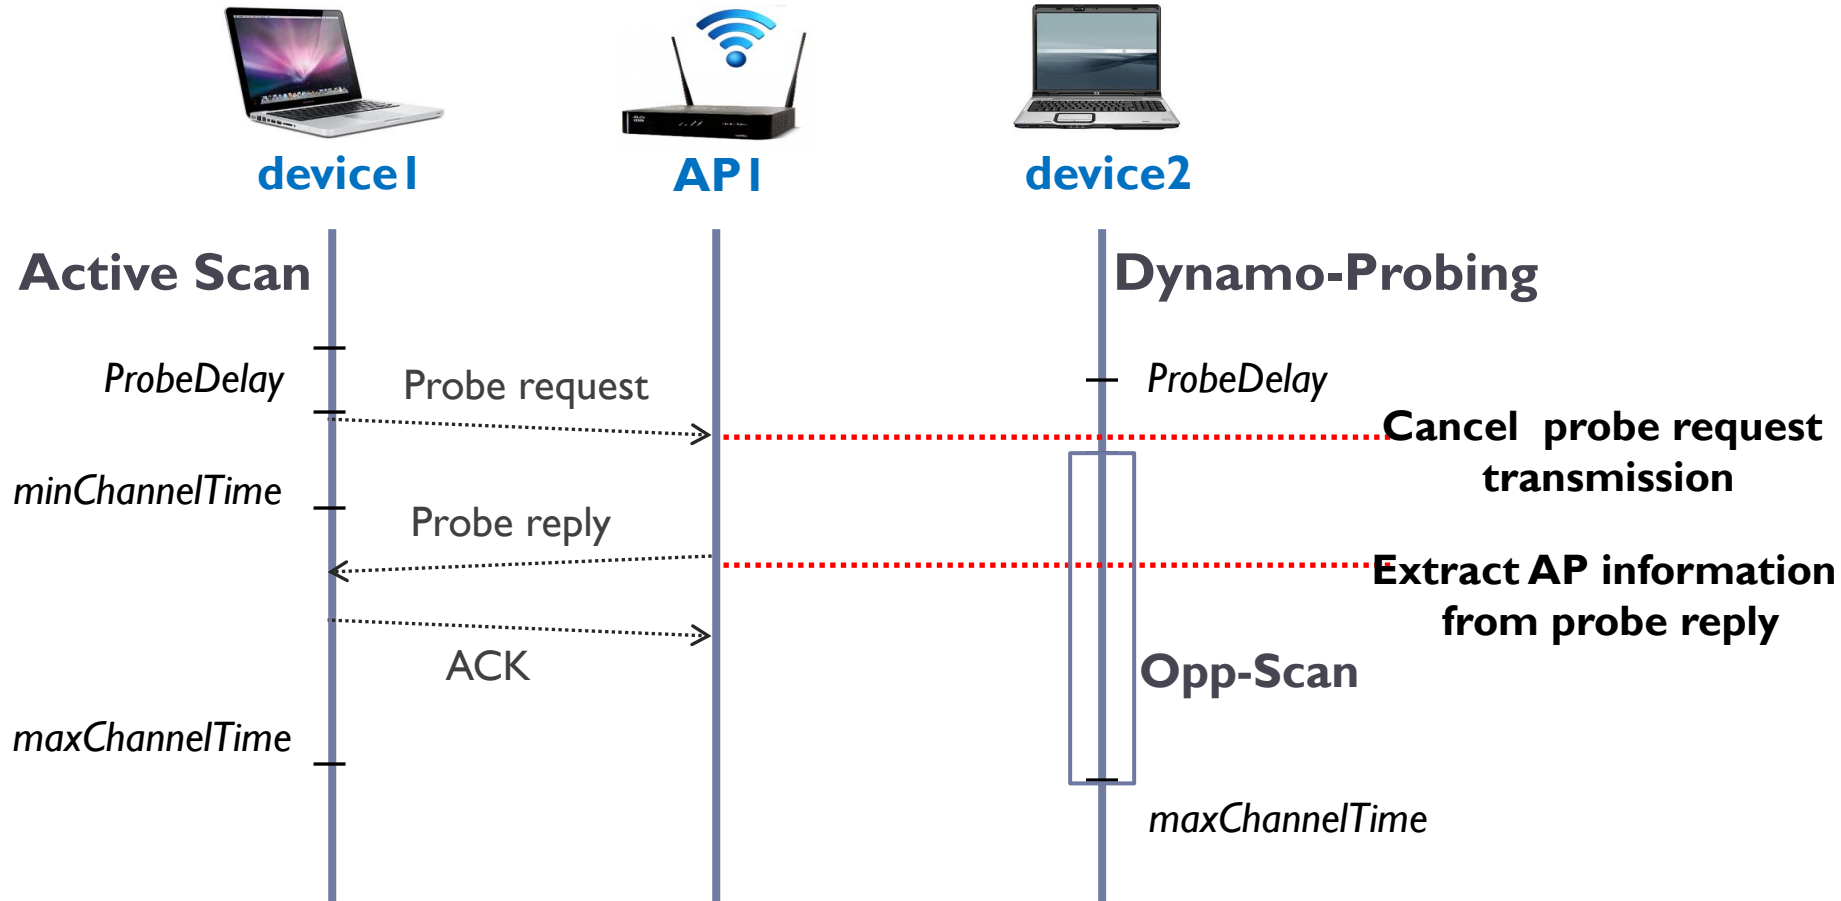 device1
AP1
device2
Active Scan
Dynamo-Probing
ProbeDelay
Probe request
ProbeDelay
Cancel probe request
transmission
minChannelTime
Probe reply
Extract AP information
from probe reply
ACK
Opp-Scan
maxChannelTime
maxChannelTime